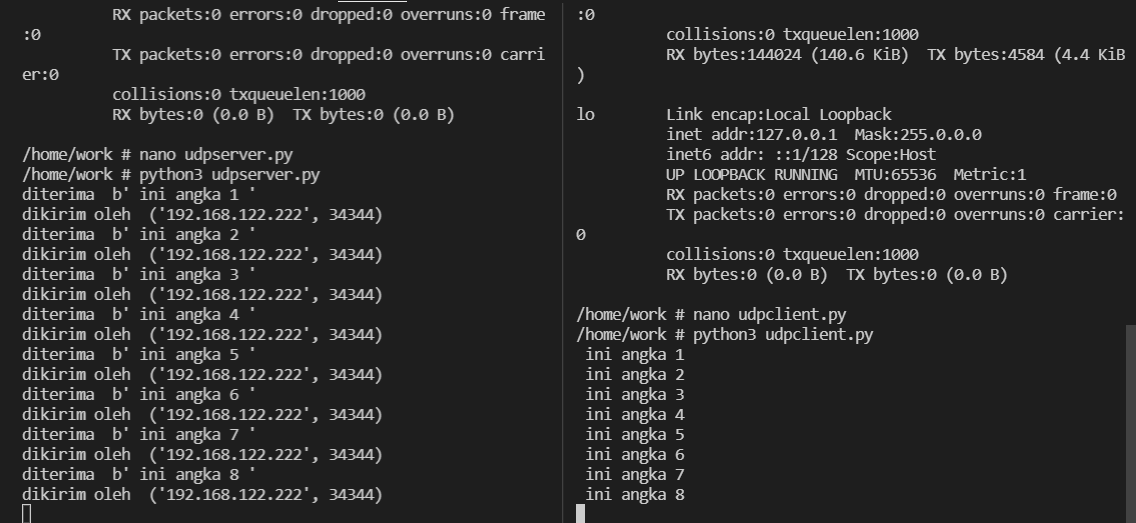 RX packets:0 errors:0 dropped:0 overruns:0 frame
:0
TX packets:0 errors:0 dropped:0 overruns:0 carri
er:0
collisions:0 txqueuelen:1000
RX bytes:0 (0.0 B)  TX bytes:0 (0.0 B)
/home/work # nano udpserver.py
/home/work # python3 udpserver.py
diterima  b' ini angka 1 '
dikirim oleh  ('192.168.122.222', 34344)
diterima  b' ini angka 2 '
dikirim oleh  ('192.168.122.222', 34344)
diterima  b' ini angka 3 '
dikirim oleh  ('192.168.122.222', 34344)
diterima  b' ini angka 4 '
dikirim oleh  ('192.168.122.222', 34344)
diterima  b' ini angka 5 '
dikirim oleh  ('192.168.122.222', 34344)
diterima  b' ini angka 6 '
dikirim oleh  ('192.168.122.222', 34344)
diterima  b' ini angka 7 '
dikirim oleh  ('192.168.122.222', 34344)
diterima  b' ini angka 8 '
dikirim oleh  ('192.168.122.222', 34344)
:0
collisions:0 txqueuelen:1000
RX bytes:144024 (140.6 KiB)  TX bytes:4584 (4.4 KiB
)
lo        Link encap:Local Loopback
inet addr:127.0.0.1  Mask:255.0.0.0
inet6 addr: ::1/128 Scope:Host
UP LOOPBACK RUNNING  MTU:65536  Metric:1
RX packets:0 errors:0 dropped:0 overruns:0 frame:0
TX packets:0 errors:0 dropped:0 overruns:0 carrier:
0
collisions:0 txqueuelen:1000
RX bytes:0 (0.0 B)  TX bytes:0 (0.0 B)
/home/work # nano udpclient.py
/home/work # python3 udpclient.py
ini angka 1
ini angka 2
ini angka 3
ini angka 4
ini angka 5
ini angka 6
ini angka 7
ini angka 8